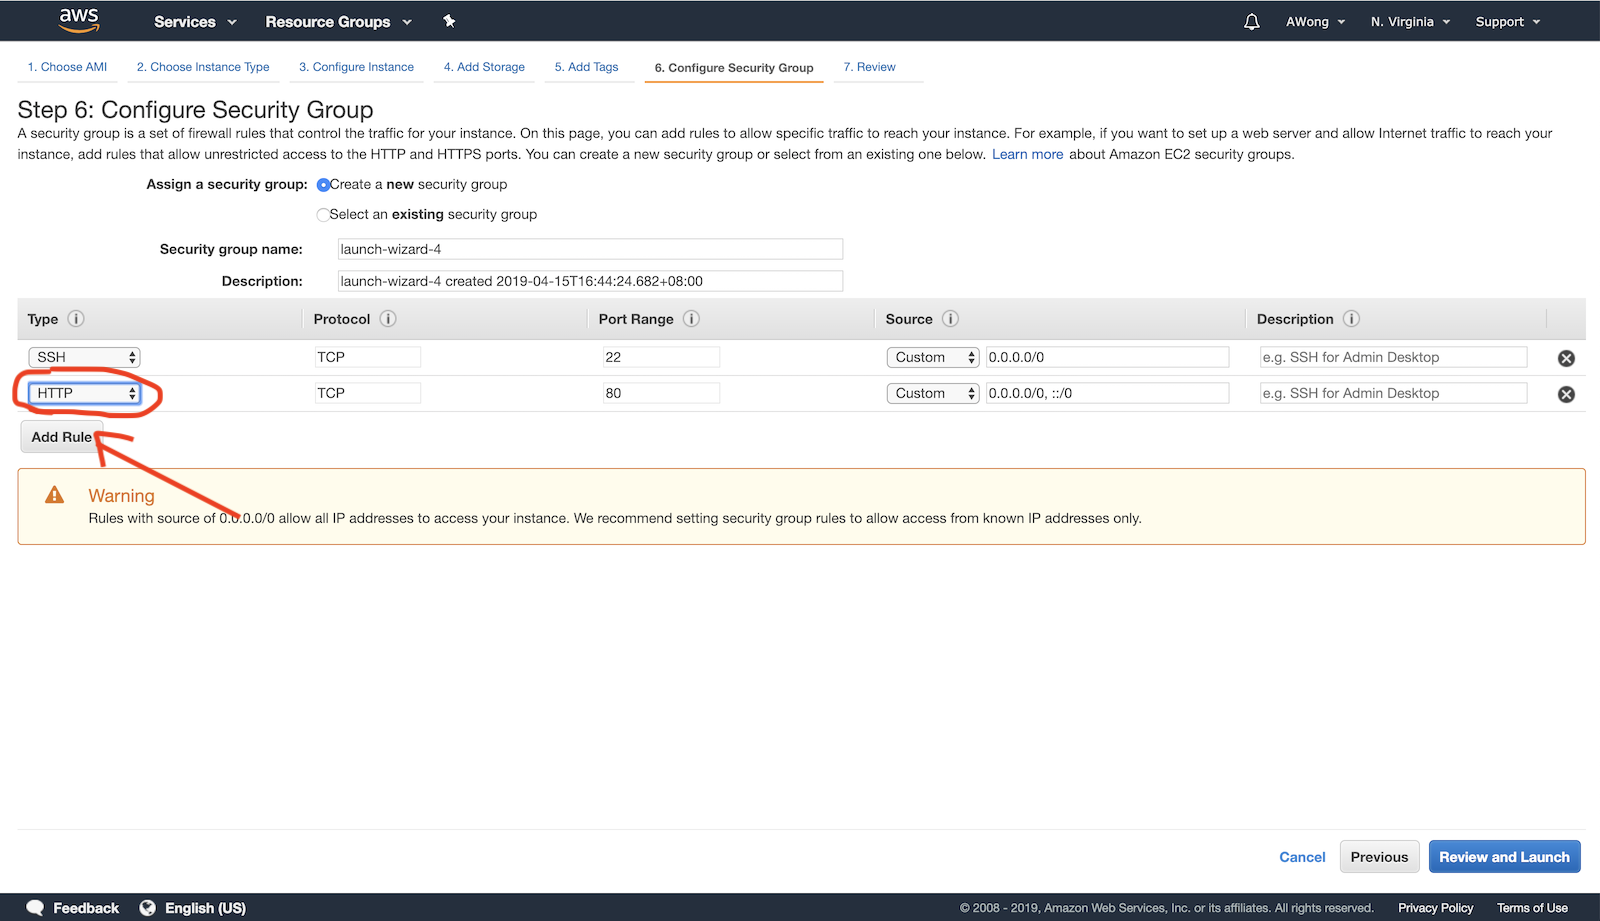 aws Services Resource Groups AWong N. Virginia Support
1. Choose AMI 2. Choose Instance Type 3. Configure Instance 4. Add Storage 5. Add Tags 6. Configure Security Group 7. Review
Step 6: Configure Security Group
A security group is a set of firewall rules that control the traffic for your instance. On this page, you can add rules to allow specific traffic to reach your instance. For example, if you want to set up a web server and allow Internet traffic to reach your
instance, add rules that allow unrestricted access to the HTTP and HTTPS ports. You can create a new security group or select from an existing one below. Learn more about Amazon EC2 security groups.
Assign a security group: Create a new security group
Select an existing security group
Security group name: launch-wizard-4
Description: launch-wizard-4 created 2019-04-15T16:44:24.682+08:00
Type i Protocol i Port Range i Source i Description i
SSH TCP 22 Custom 0.0.0.0/0 e.g. SSH for Admin Desktop
HTTP TCP 80 Custom 0.0.0.0/0, ::/0 e.g. SSH for Admin Desktop
Add Rule
Warning
Rules with source of 0.0.0.0/0 allow all IP addresses to access your instance. We recommend setting security group rules to allow access from known IP addresses only.
Cancel Previous Review and Launch
Feedback English (US) © 2008 - 2019, Amazon Web Services, Inc. or its affiliates. All rights reserved. Privacy Policy Terms of Use